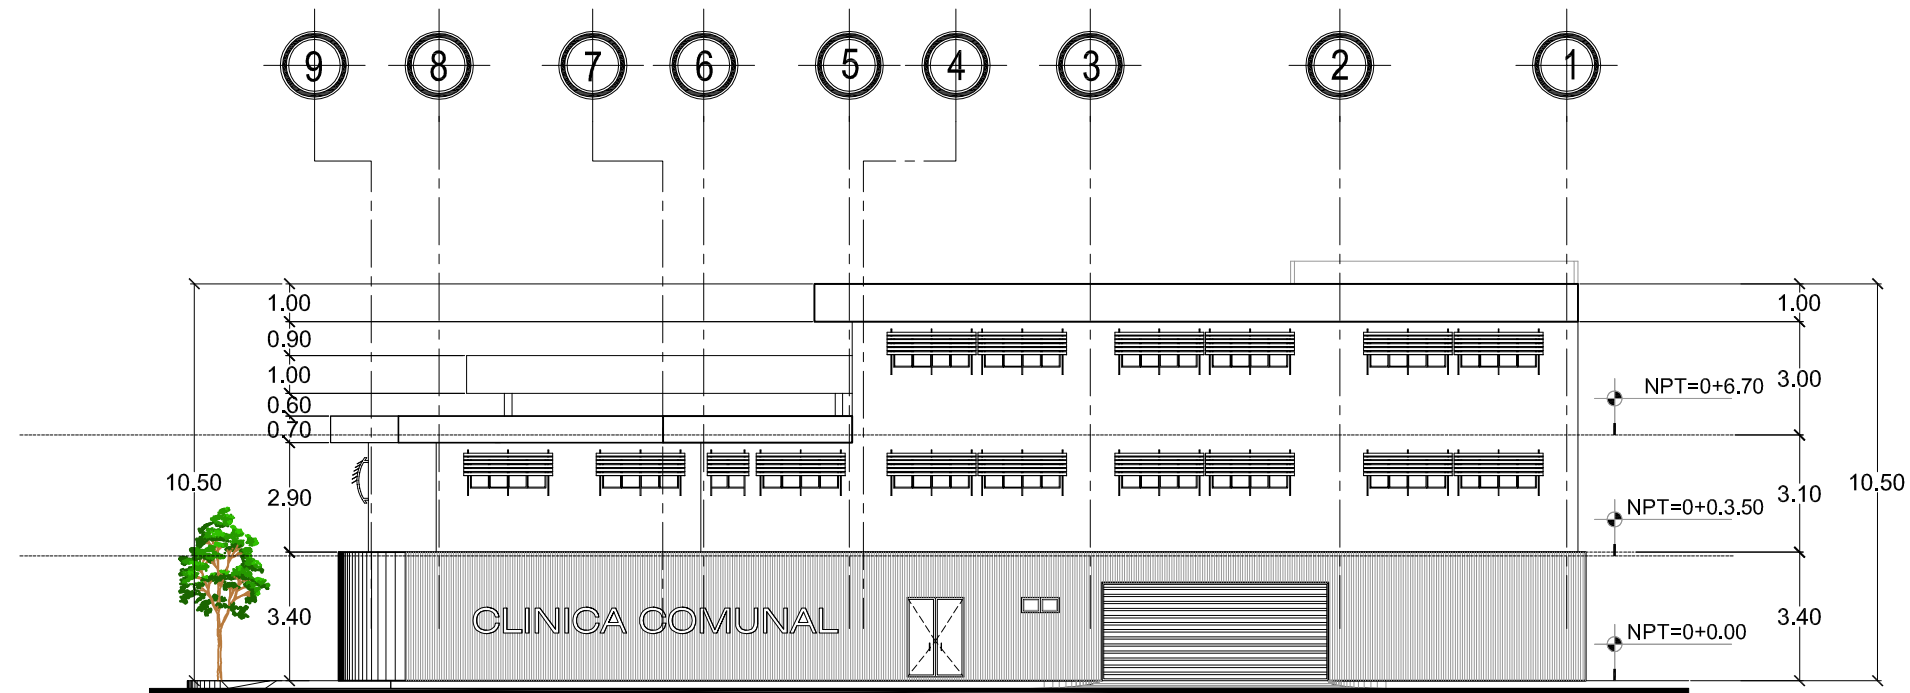 9 8 7 6 5 4 3 2 1
1.00 1.00
0.90
1.00 3.00
NPT=0+6.70
0.60
0.70
10.50 10.50
2.90 3.10
NPT=0+0.3.50
3.40 CLINICA COMUNAL 3.40
NPT=0+0.00